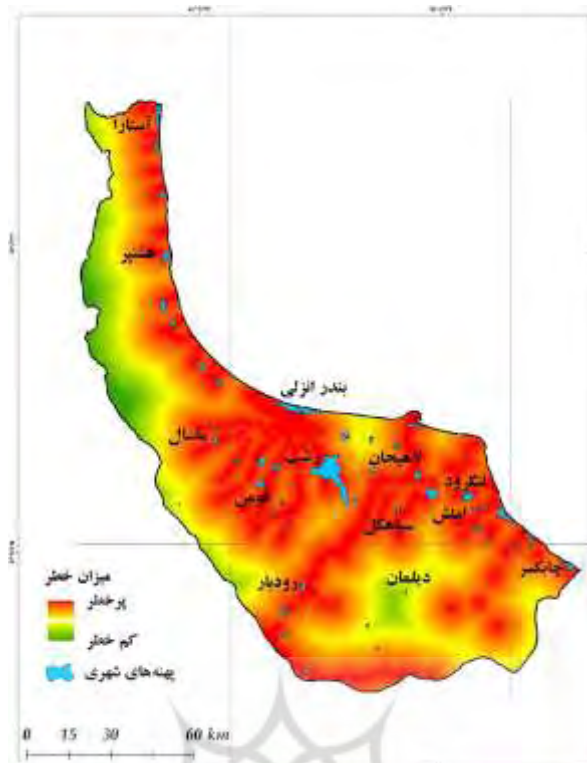 آستارا
هشتپر
بندر انزلی
ماسال
رشت
لاهیجان
لنگرود
فومن
املش
سیاهکل
چابکسر
رودبار
دیلمان
میزان خطر
پرخطر
کم خطر
پهنه‌های شهری
0 15 30 60 km